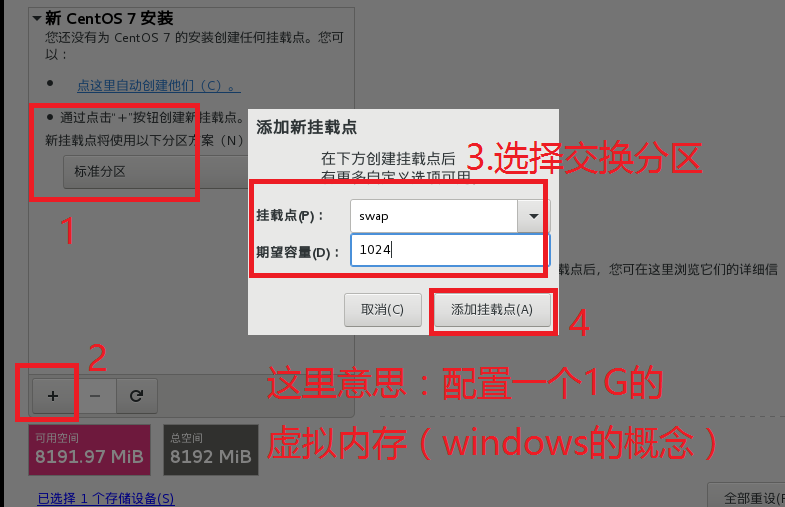 新 CentOS 7 安装
您还没有为 CentOS 7 的安装创建任何挂载点。您可
以：
点这里自动创建他们（C）。
通过点击“＋”按钮创建新挂载点。
新挂载点将使用以下分区方案（N）
标准分区
1
添加新挂载点
在下方创建挂载点后
有更多自定义选项可用
3.选择交换分区
挂载点(P)：
swap
期望容量(D)：
1024
取消(C)
添加挂载点(A)
4
载点后，您可在这里浏览它们的详细信
2
+
−
这里意思：配置一个1G的
虚拟内存（windows的概念）
可用空间
8191.97 MiB
总空间
8192 MiB
已选择 1 个存储设备(S)
全部重设(R